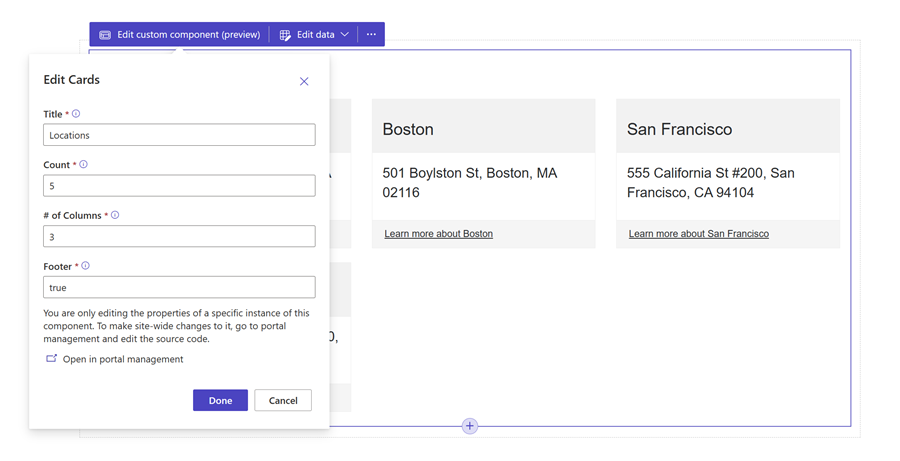 Edit custom component (preview)
Edit data
Edit Cards
Title *
Locations
Count *
5
# of Columns *
3
Footer *
true
You are only editing the properties of a specific instance of this
component. To make site-wide changes to it, go to portal
management and edit the source code.
Open in portal management
Done
Cancel
Boston
501 Boylston St, Boston, MA
02116
Learn more about Boston
San Francisco
555 California St #200, San
Francisco, CA 94104
Learn more about San Francisco